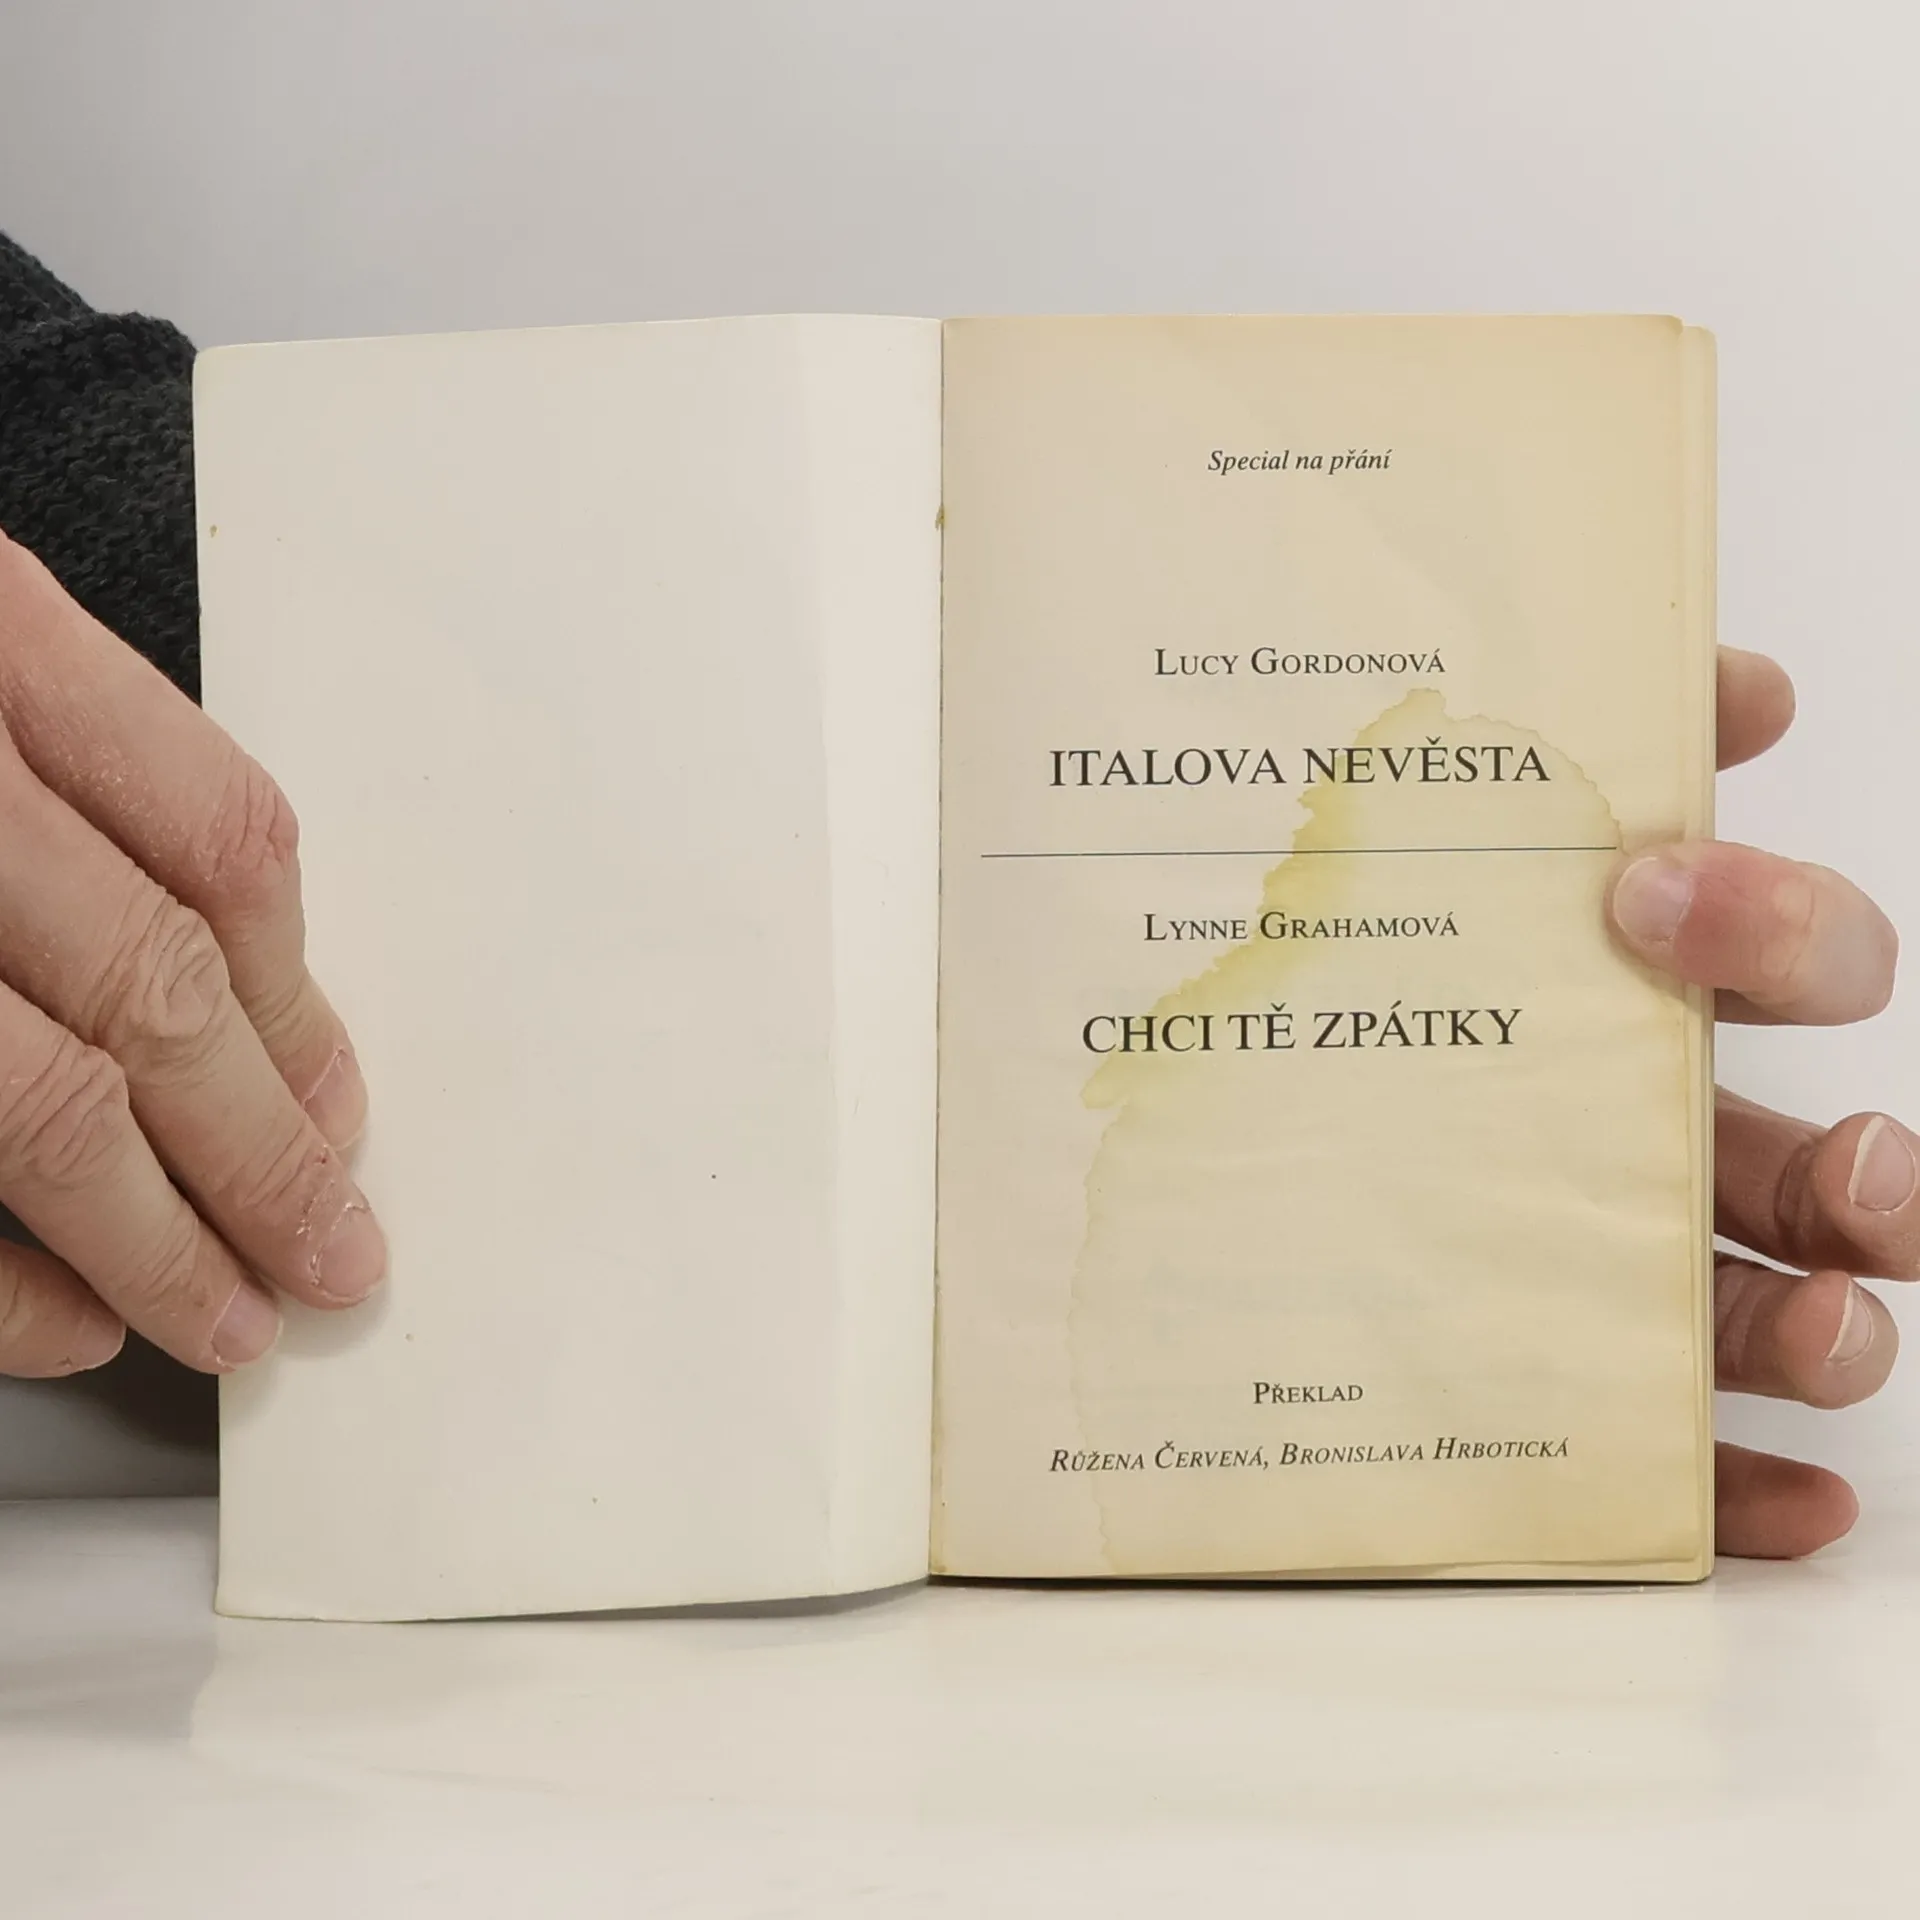 Special na přání
Lucy Gordonová
ITALOVA NEVĚSTA
Lynne Grahamová
CHCI TĚ ZPÁTKY
Překlad
Růžena Červená, Bronislava Hrbotická